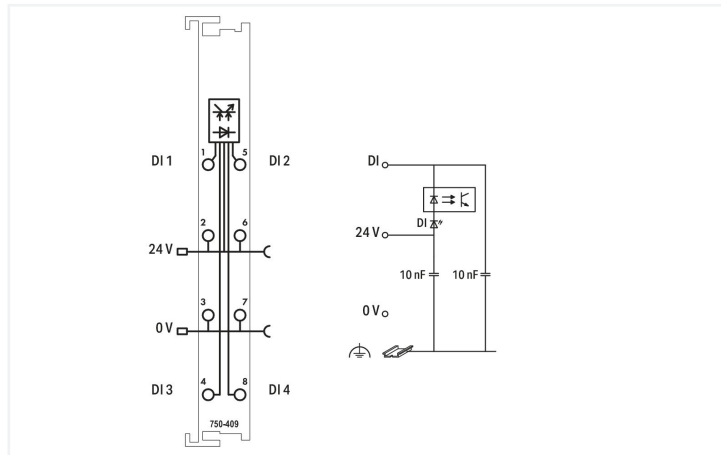 1 5
DI 1 DI 2
2 6
24 V
3 7
0 V
4 8
DI 3 DI 4
750-409
DI
DI
24 V
10 nF 10 nF
0 V